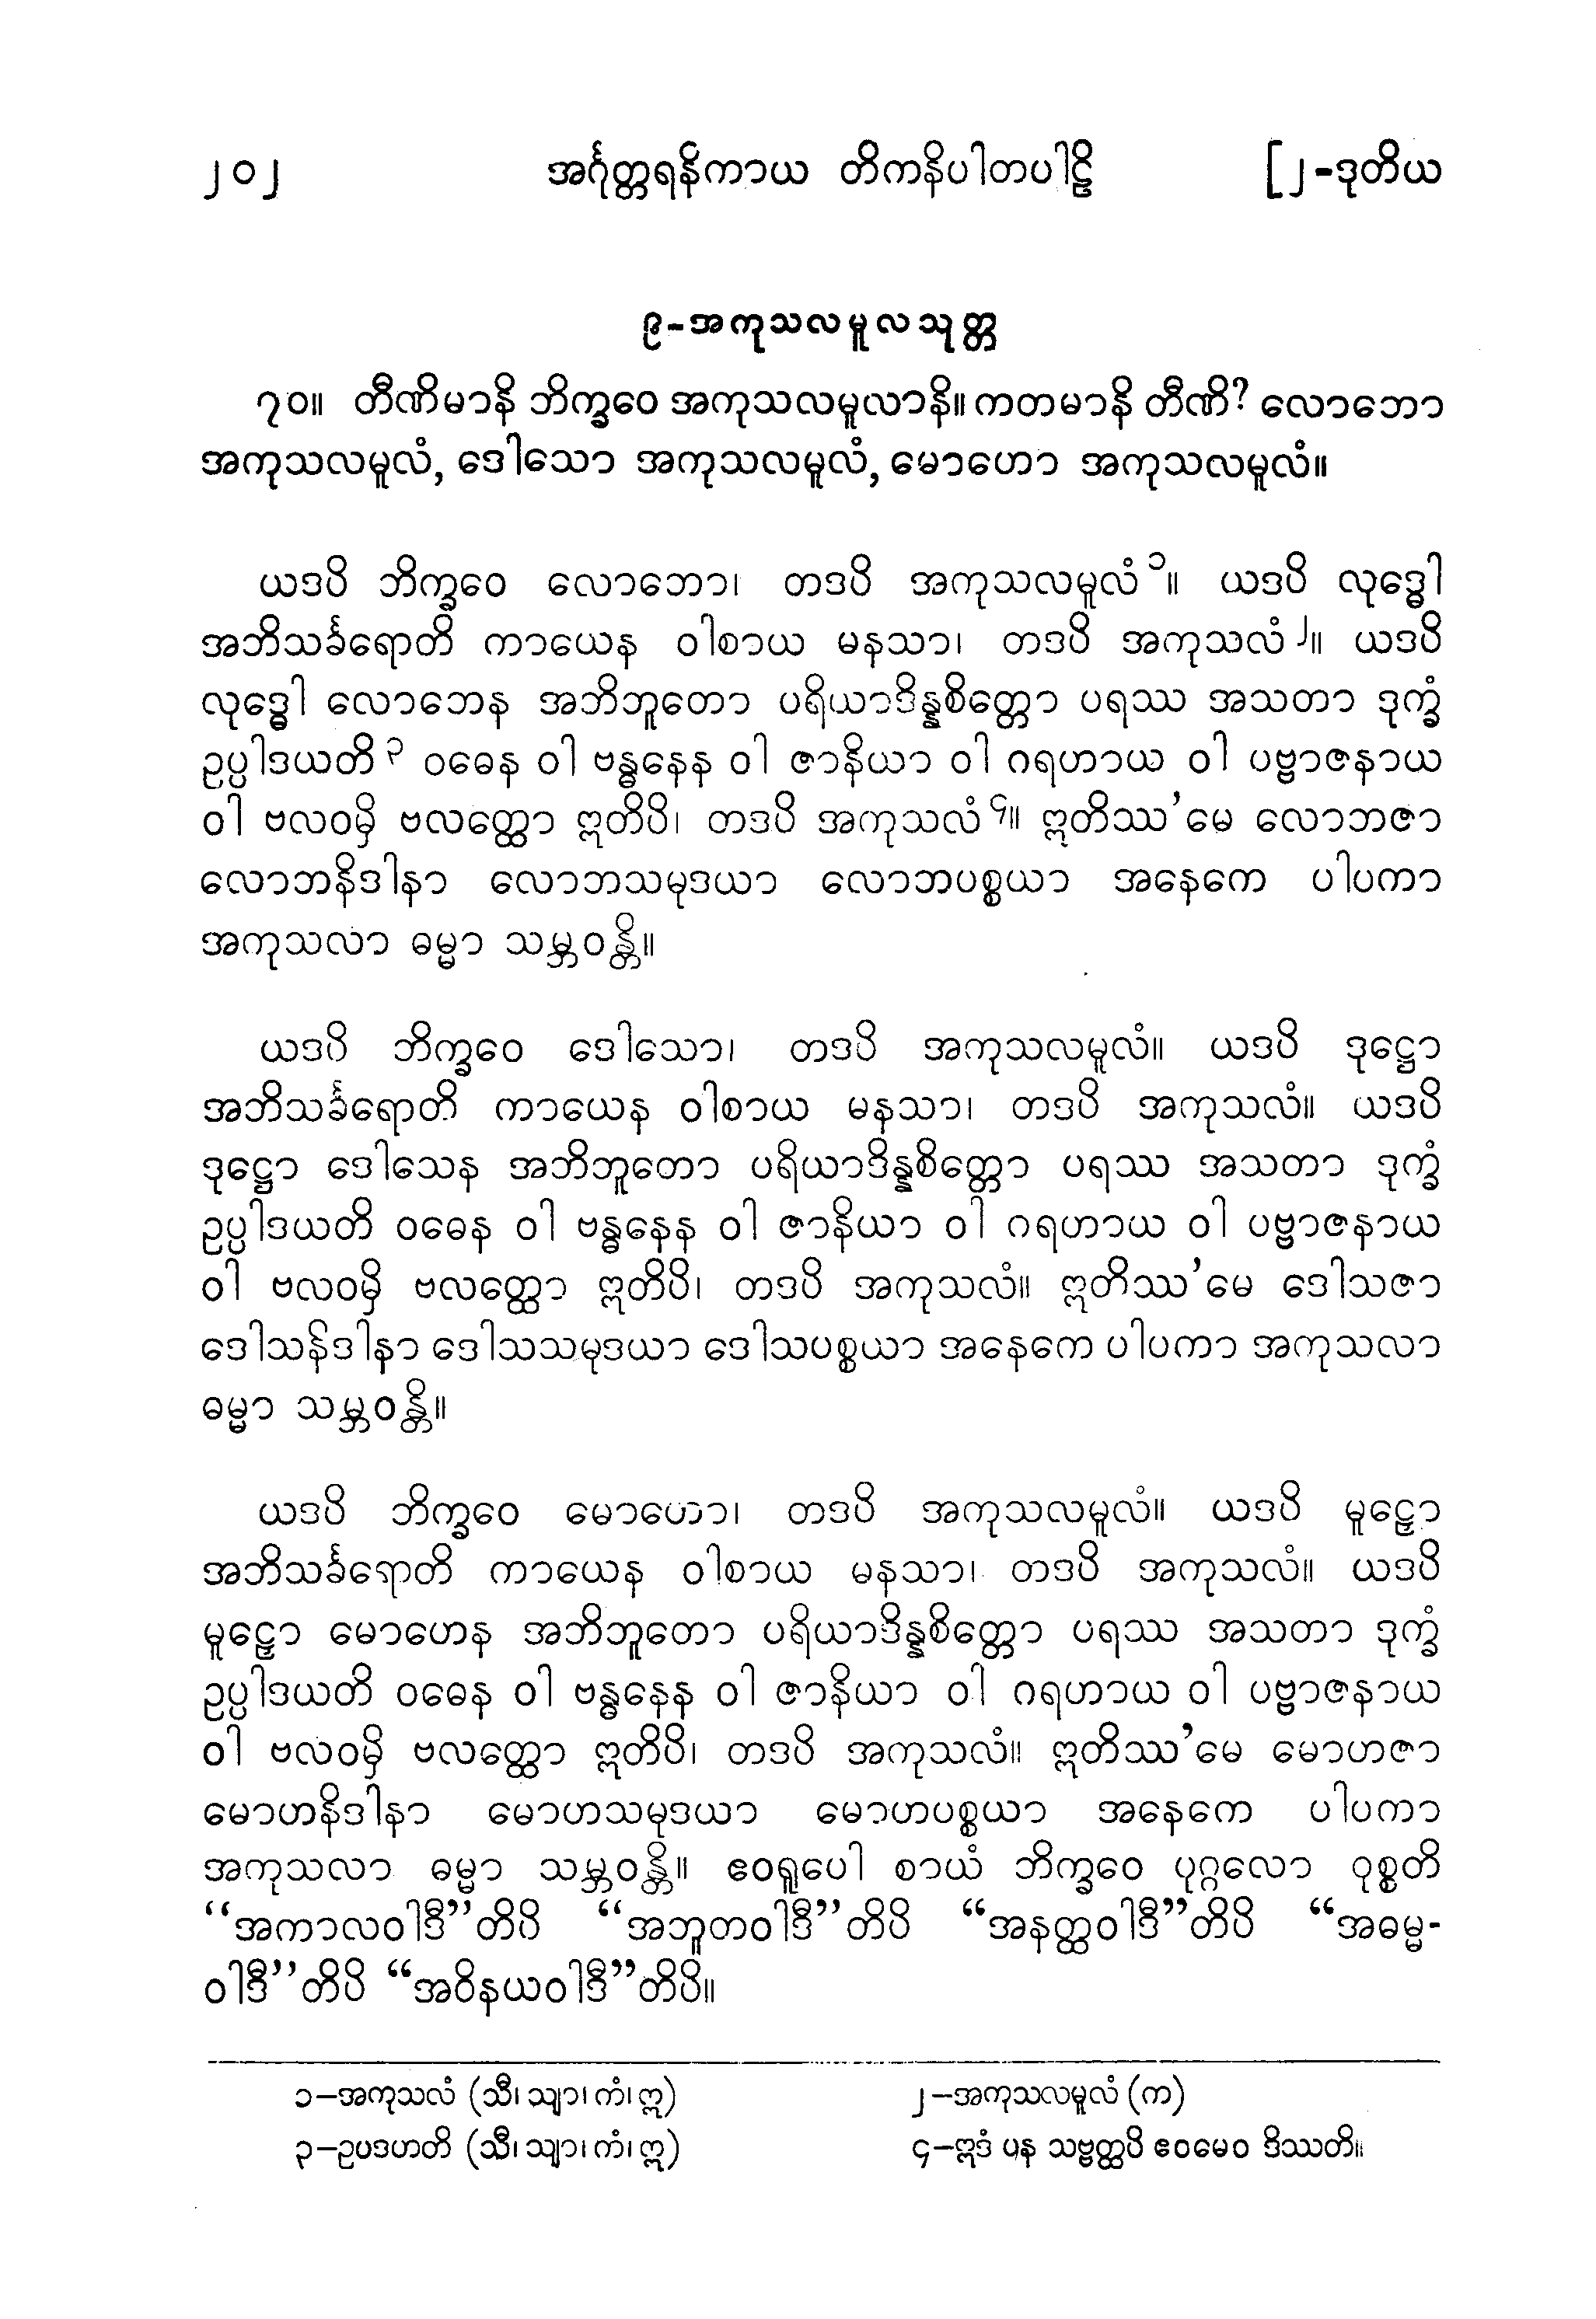 ၂၀၂ အင်္ဂုတ္တရနိကာယ တိကနိပါတပါဠိ [၂-ဒုတိယ
၉-အကုသလမူလသုတ္တ
၇၀။ တီဏိမာနိ ဘိက္ခဝေ အကုသလမူလာနိ။ ကတမာနိ တီဏိ? လောဘော
အကုသလမူလံ, ဒေါသော အကုသလမူလံ, မောဟော အကုသလမူလံ။
ယဒပိ ဘိက္ခဝေ လောဘော၊ တဒပိ အကုသလမူလံ၁။ ယဒပိ လုဒ္ဓေါ
အဘိသင်္ခရောတိ ကာယေန ဝါစာယ မနသာ၊ တဒပိ အကုသလံ၂။ ယဒပိ
လုဒ္ဓေါ လောဘေန အဘိဘူတော ပရိယာဒိန္နစိတ္တော ပရဿ အသတာ ဒုက္ခံ
ဥပ္ပါဒယတိ၃ ဝဓေန ဝါ ဗန္ဓနေန ဝါ ဇာနိယာ ဝါ ဂရဟာယ ဝါ ပဗ္ဗာဇနာယ
ဝါ ဗလဝမှိ ဗလတ္ထော ဣတိပိ၊ တဒပိ အကုသလံ၄။ ဣတိဿ’မေ လောဘဇာ
လောဘနိဒါနာ လောဘသမုဒယာ လောဘပစ္စယာ အနေကေ ပါပကာ
အကုသလာ ဓမ္မာ သမ္ဘဝန္တိ။
ယဒပိ ဘိက္ခဝေ ဒေါသော၊ တဒပိ အကုသလမူလံ။ ယဒပိ ဒုဋ္ဌော
အဘိသင်္ခရောတိ ကာယေန ဝါစာယ မနသာ၊ တဒပိ အကုသလံ။ ယဒပိ
ဒုဋ္ဌော ဒေါသေန အဘိဘူတော ပရိယာဒိန္နစိတ္တော ပရဿ အသတာ ဒုက္ခံ
ဥပ္ပါဒယတိ ဝဓေန ဝါ ဗန္ဓနေန ဝါ ဇာနိယာ ဝါ ဂရဟာယ ဝါ ပဗ္ဗာဇနာယ
ဝါ ဗလဝမှိ ဗလတ္ထော ဣတိပိ၊ တဒပိ အကုသလံ။ ဣတိဿ’မေ ဒေါသဇာ
ဒေါသနိဒါနာ ဒေါသသမုဒယာ ဒေါသပစ္စယာ အနေကေ ပါပကာ အကုသလာ
ဓမ္မာ သမ္ဘဝန္တိ။
ယဒပိ ဘိက္ခဝေ မောဟော၊ တဒပိ အကုသလမူလံ။ ယဒပိ မူဠှော
အဘိသင်္ခရောတိ ကာယေန ဝါစာယ မနသာ၊ တဒပိ အကုသလံ။ ယဒပိ
မူဠှော မောဟေန အဘိဘူတော ပရိယာဒိန္နစိတ္တော ပရဿ အသတာ ဒုက္ခံ
ဥပ္ပါဒယတိ ဝဓေန ဝါ ဗန္ဓနေန ဝါ ဇာနိယာ ဝါ ဂရဟာယ ဝါ ပဗ္ဗာဇနာယ
ဝါ ဗလဝမှိ ဗလတ္ထော ဣတိပိ၊ တဒပိ အကုသလံ။ ဣတိဿ’မေ မောဟဇာ
မောဟနိဒါနာ မောဟသမုဒယာ မောဟပစ္စယာ အနေကေ ပါပကာ
အကုသလာ ဓမ္မာ သမ္ဘဝန္တိ။ ဧဝရူပေါ စာယံ ဘိက္ခဝေ ပုဂ္ဂလော ဝုစ္စတိ
“အကာလဝါဒီ”တိပိ “အဘူတဝါဒီ”တိပိ “အနတ္ထဝါဒီ”တိပိ “အဓမ္မ-
ဝါဒီ”တိပိ “အဝိနယဝါဒီ”တိပိ။
၁–အကုသလံ (သီ၊ သျာ၊ ကံ၊ ဣ) ၂–အကုသလမူလံ (က)
၃–ဥပဒဟတိ (သီ၊ သျာ၊ ကံ၊ ဣ) ၄–ဣဒံ ပန သဗ္ဗတ္ထပိ ဧဝမေဝ ဒိဿတိ။